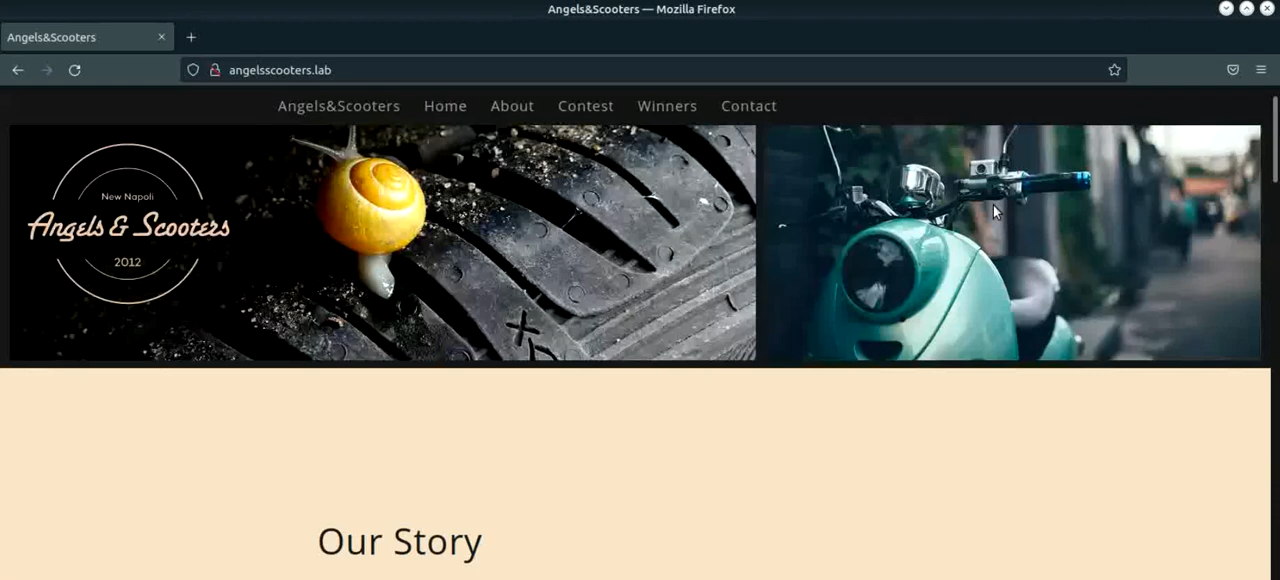 Angels&Scooters — Mozilla Firefox
Angels&Scooters
angelsscooters.lab
Angels&Scooters Home About Contest Winners Contact
New Napoli
Angels & Scooters
2012
Our Story